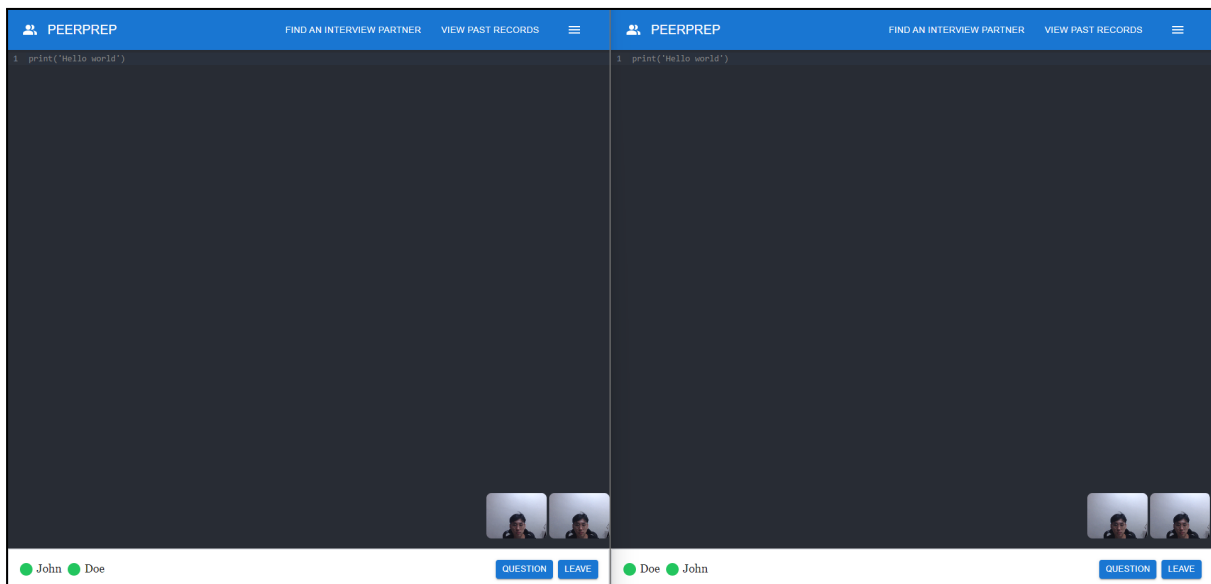 PEERPREP FIND AN INTERVIEW PARTNER VIEW PAST RECORDS
1 print('Hello world')
John Doe QUESTION LEAVE
PEERPREP FIND AN INTERVIEW PARTNER VIEW PAST RECORDS
1 print('Hello world')
Doe John QUESTION LEAVE